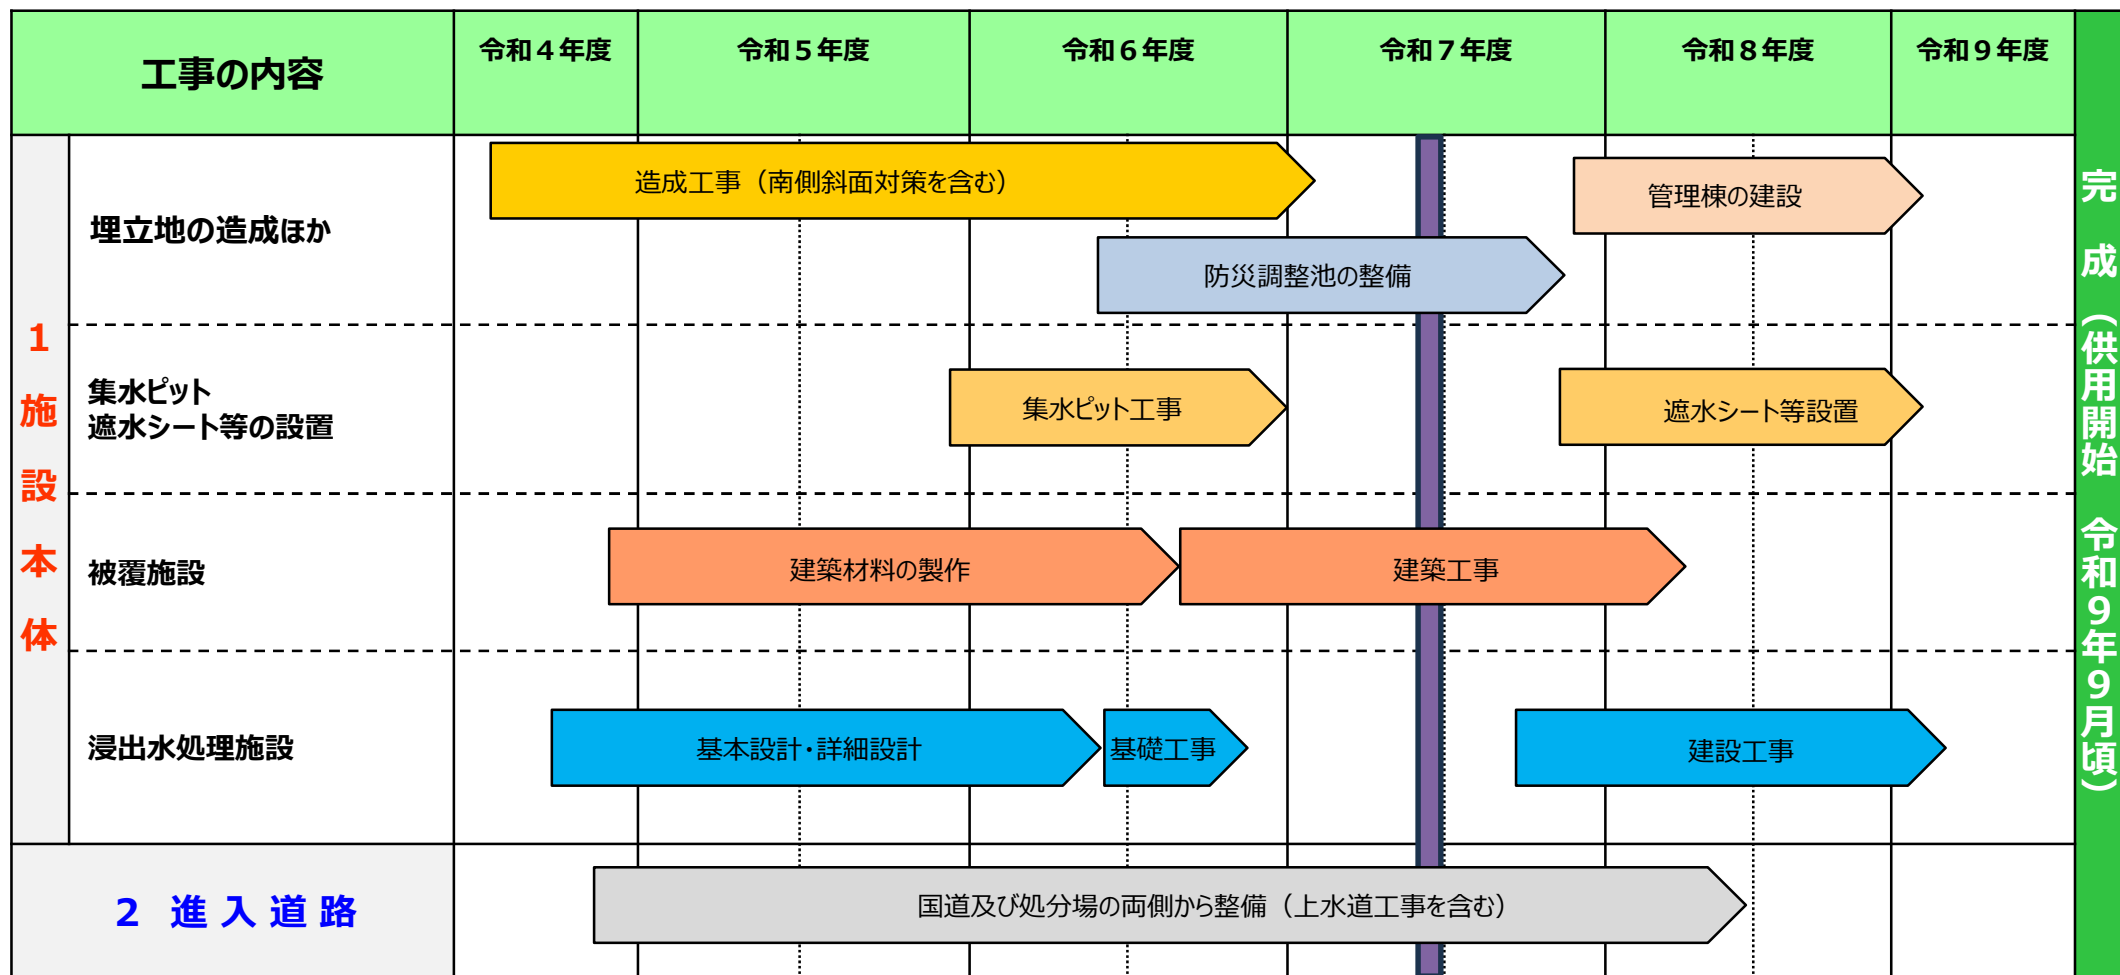 工事の内容
令和４年度
令和５年度
令和６年度
令和７年度
令和８年度
令和９年度
1 施設本体
埋立地の造成ほか
造成工事（南側斜面対策を含む）
管理棟の建設
防災調整池の整備
集水ピット
遮水シート等の設置
集水ピット工事
遮水シート等設置
被覆施設
建築材料の製作
建築工事
浸出水処理施設
基本設計・詳細設計
基礎工事
建設工事
2 進入道路
国道及び処分場の両側から整備（上水道工事を含む）
完成（供用開始 令和９年９月頃）